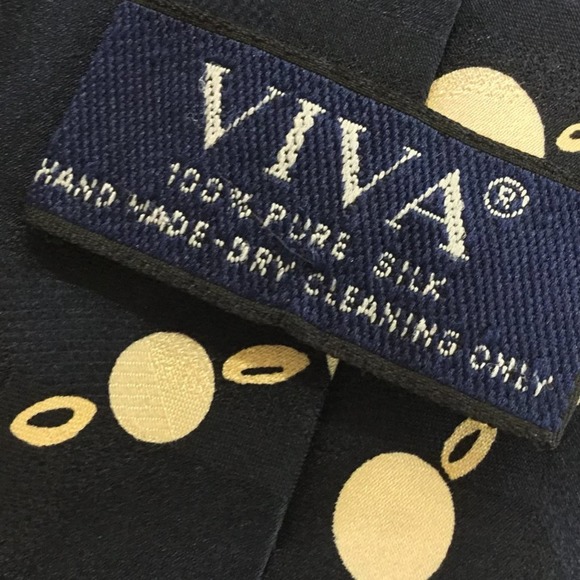 VIVA®
100% PURE SILK
HAND MADE-DRY CLEANING ONLY